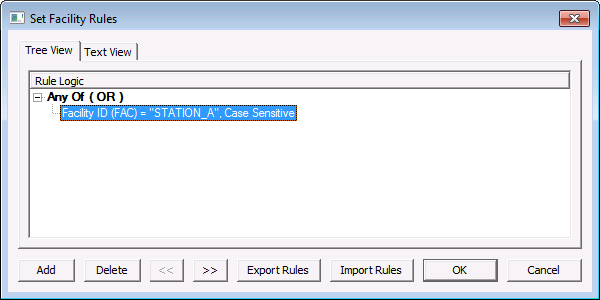 Set Facility Rules
Tree View Text View
Rule Logic
Any Of ( OR )
Facility ID (FAC) = "STATION_A", Case Sensitive
Add Delete << >> Export Rules Import Rules OK Cancel